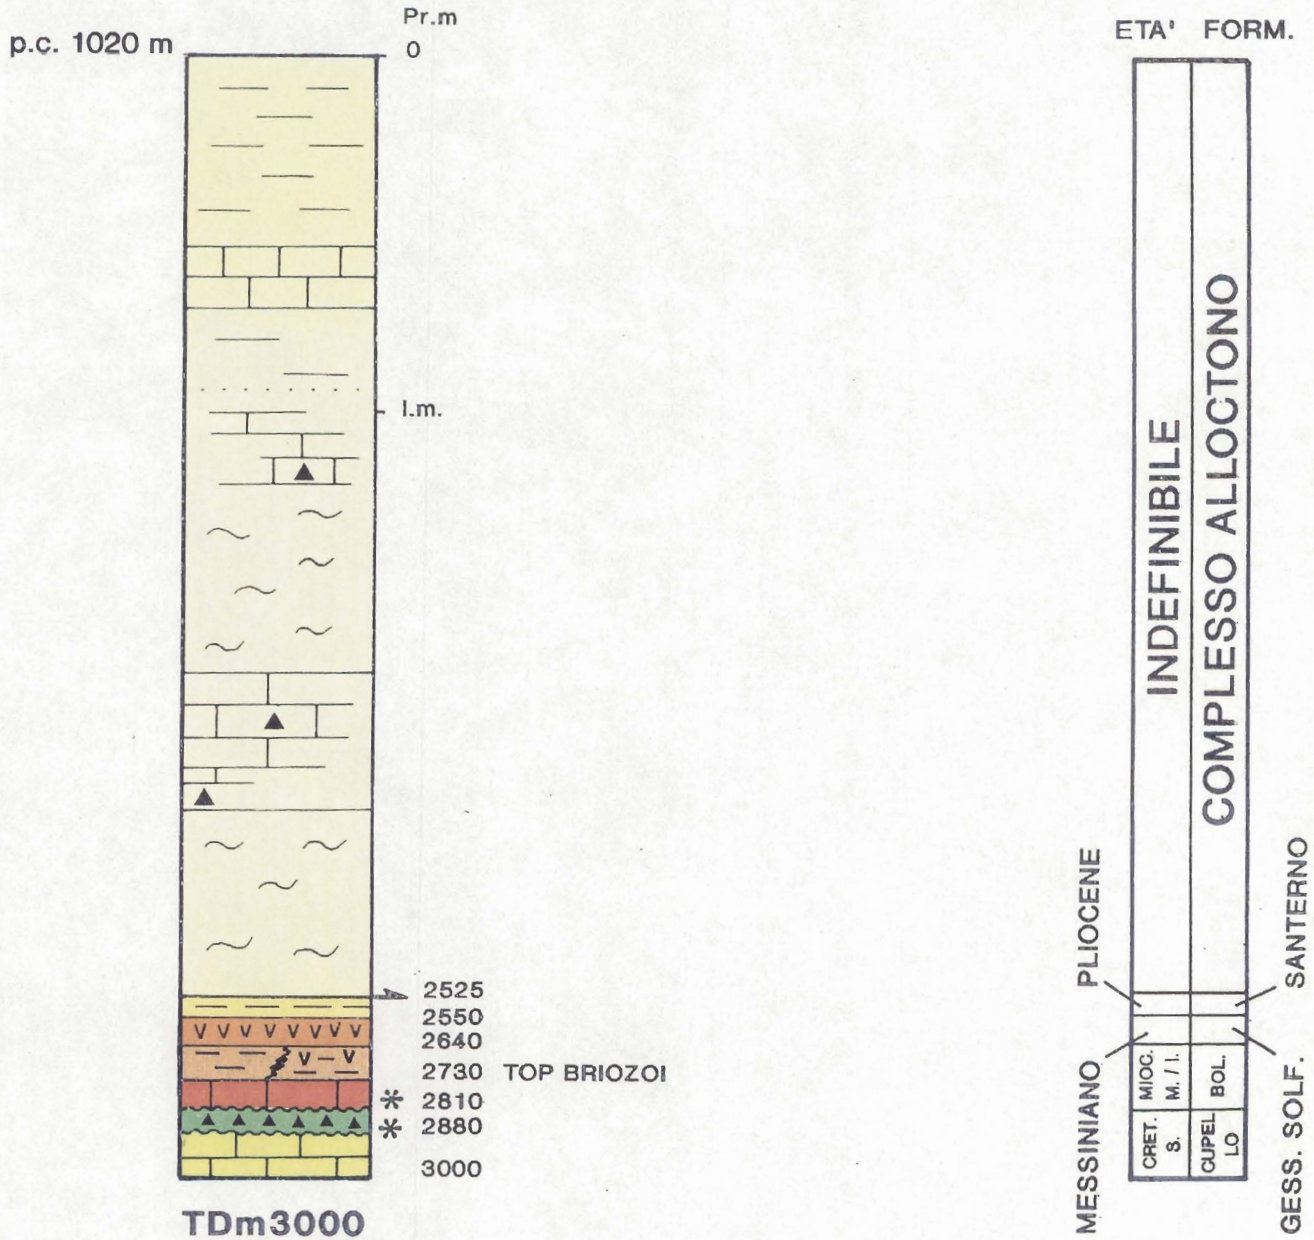 p.c. 1020 m
Pr.m
0
ETA' FORM.
l.m.
INDEFINIBILE
COMPLESSO ALLOCTONO
PLIOCENE
SANTERNO
2525
2550
2640
2730 TOP BRIOZOI
* 2810
* 2880
3000
V V V V V V V
V V
MESSINIANO
MIOC.
M. / I.
BOL.
CRET.
S.
CUPEL
LO
GESS. SOLF.
TDm3000